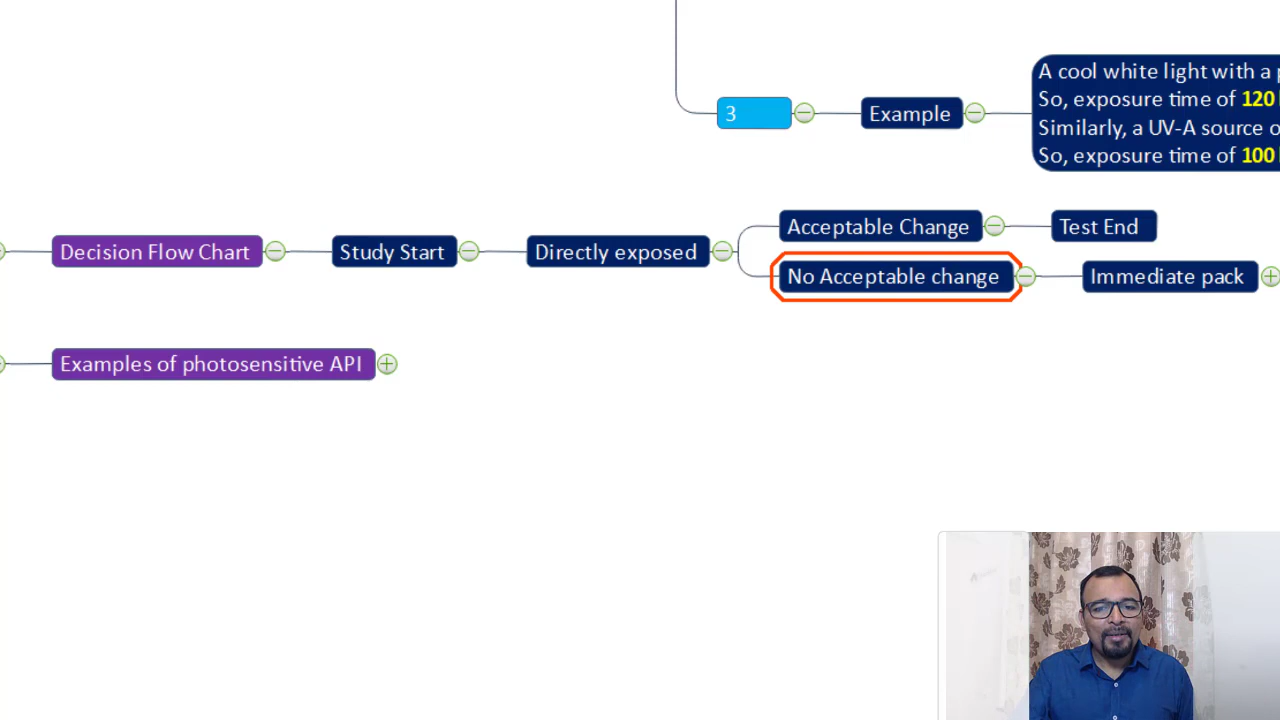 3
Example
A cool white light with a
So, exposure time of 120
Similarly, a UV-A source
So, exposure time of 100
Decision Flow Chart
Study Start
Directly exposed
Acceptable Change
Test End
No Acceptable change
Immediate pack
Examples of photosensitive API